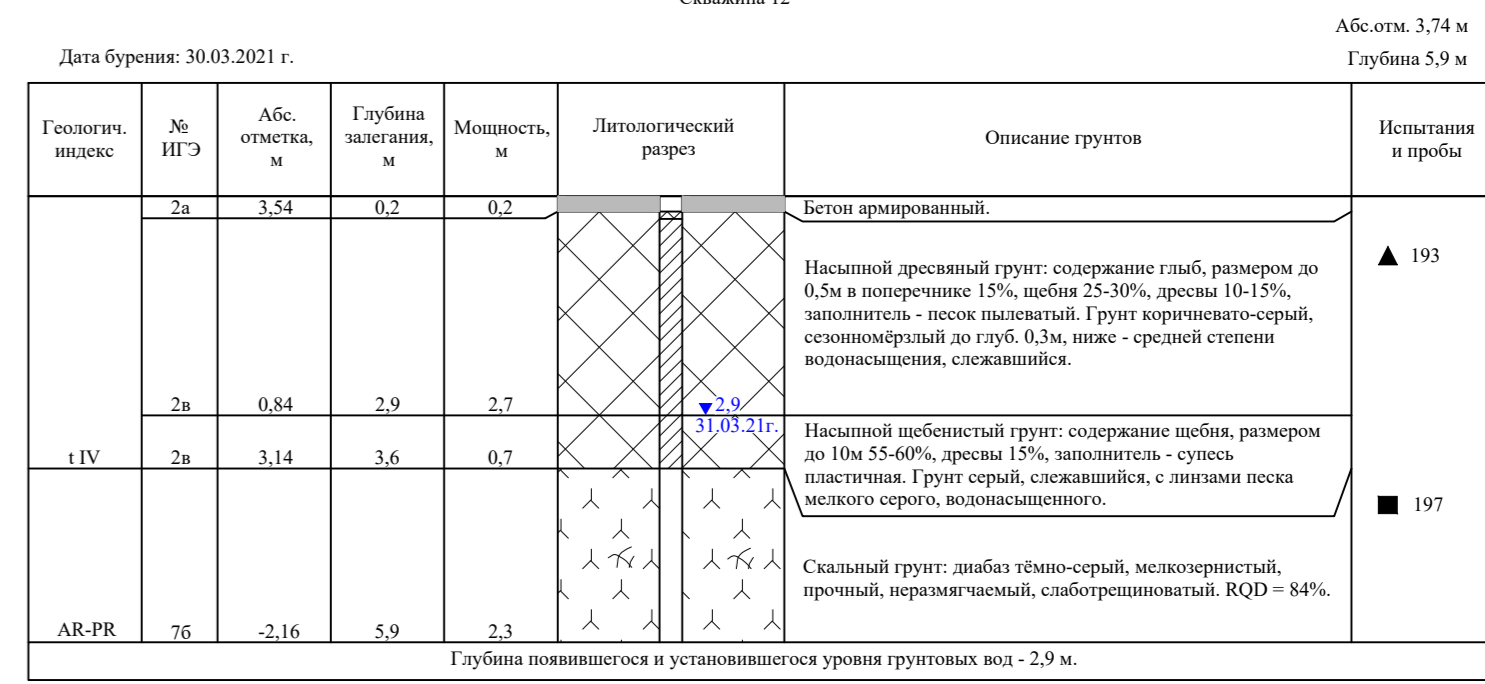 Скважина 12
Абс.отм. 3,74 м
Дата бурения: 30.03.2021 г.
Глубина 5,9 м
Геологич. индекс
№ ИГЭ
Абс. отметка, м
Глубина залегания, м
Мощность, м
Литологический разрез
Описание грунтов
Испытания и пробы
2а 3,54 0,2 0,2 Бетон армированный.
193
Насыпной дресвяный грунт: содержание глыб, размером до
0,5м в поперечнике 15%, щебня 25-30%, дресвы 10-15%,
заполнитель - песок пылеватый. Грунт коричневато-серый,
сезонномёрзлый до глуб. 0,3м, ниже - средней степени
водонасыщения, слежавшийся.
2в 0,84 2,9 2,7 2,9
31.03.21г.
Насыпной щебенистый грунт: содержание щебня, размером
до 10м 55-60%, дресвы 15%, заполнитель - супесь
пластичная. Грунт серый, слежавшийся, с линзами песка
мелкого серого, водонасыщенного.
t IV 2в 3,14 3,6 0,7
197
Скальный грунт: диабаз тёмно-серый, мелкозернистый,
прочный, неразмягчаемый, слаботрещиноватый. RQD = 84%.
AR-PR 7б -2,16 5,9 2,3
Глубина появившегося и установившегося уровня грунтовых вод - 2,9 м.